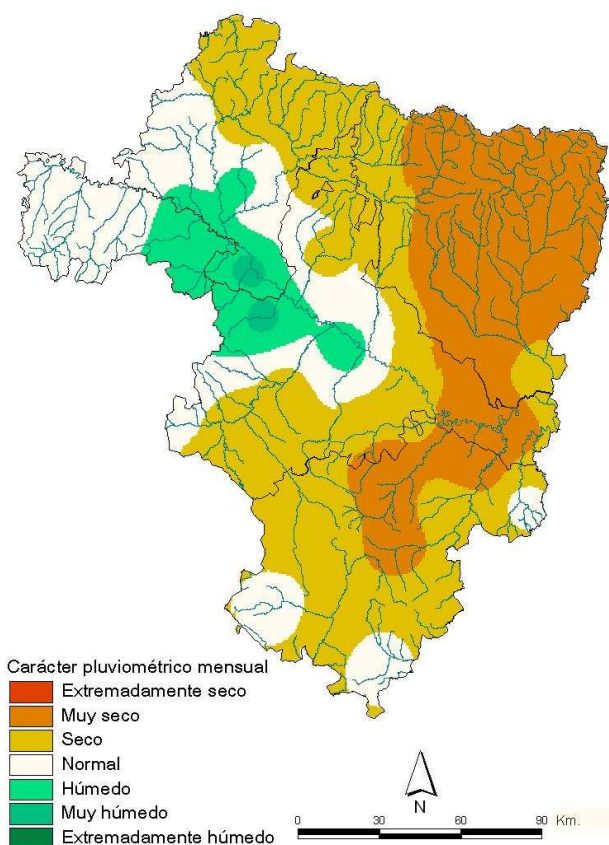 Carácter pluviométrico mensual
Extremadamente seco
Muy seco
Seco
Normal
Húmedo
Muy húmedo
Extremadamente húmedo
N
0 30 60 90 Km.